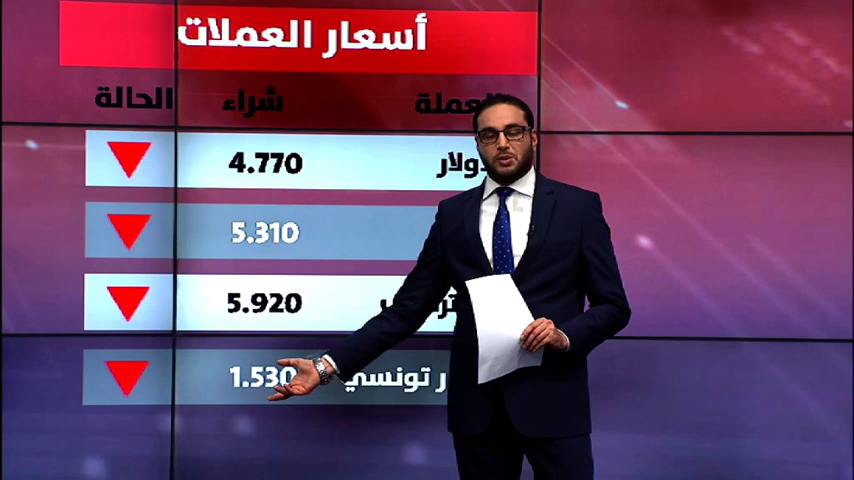 أسعار العملات
العملة شراء الحالة
دولار 4.770
5.310
5.920
تونسي 1.530